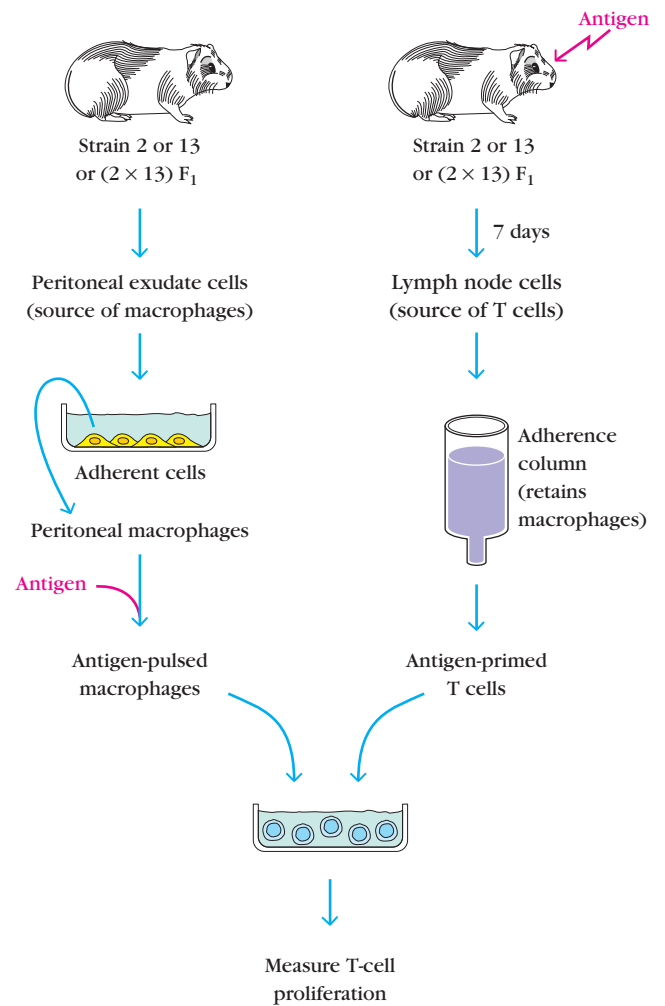 Antigen
Strain 2 or 13
or (2 × 13) F₁
Strain 2 or 13
or (2 × 13) F₁
7 days
Peritoneal exudate cells
(source of macrophages)
Lymph node cells
(source of T cells)
Adherent cells
Adherence
column
(retains
macrophages)
Peritoneal macrophages
Antigen
Antigen-pulsed
macrophages
Antigen-primed
T cells
Measure T-cell
proliferation